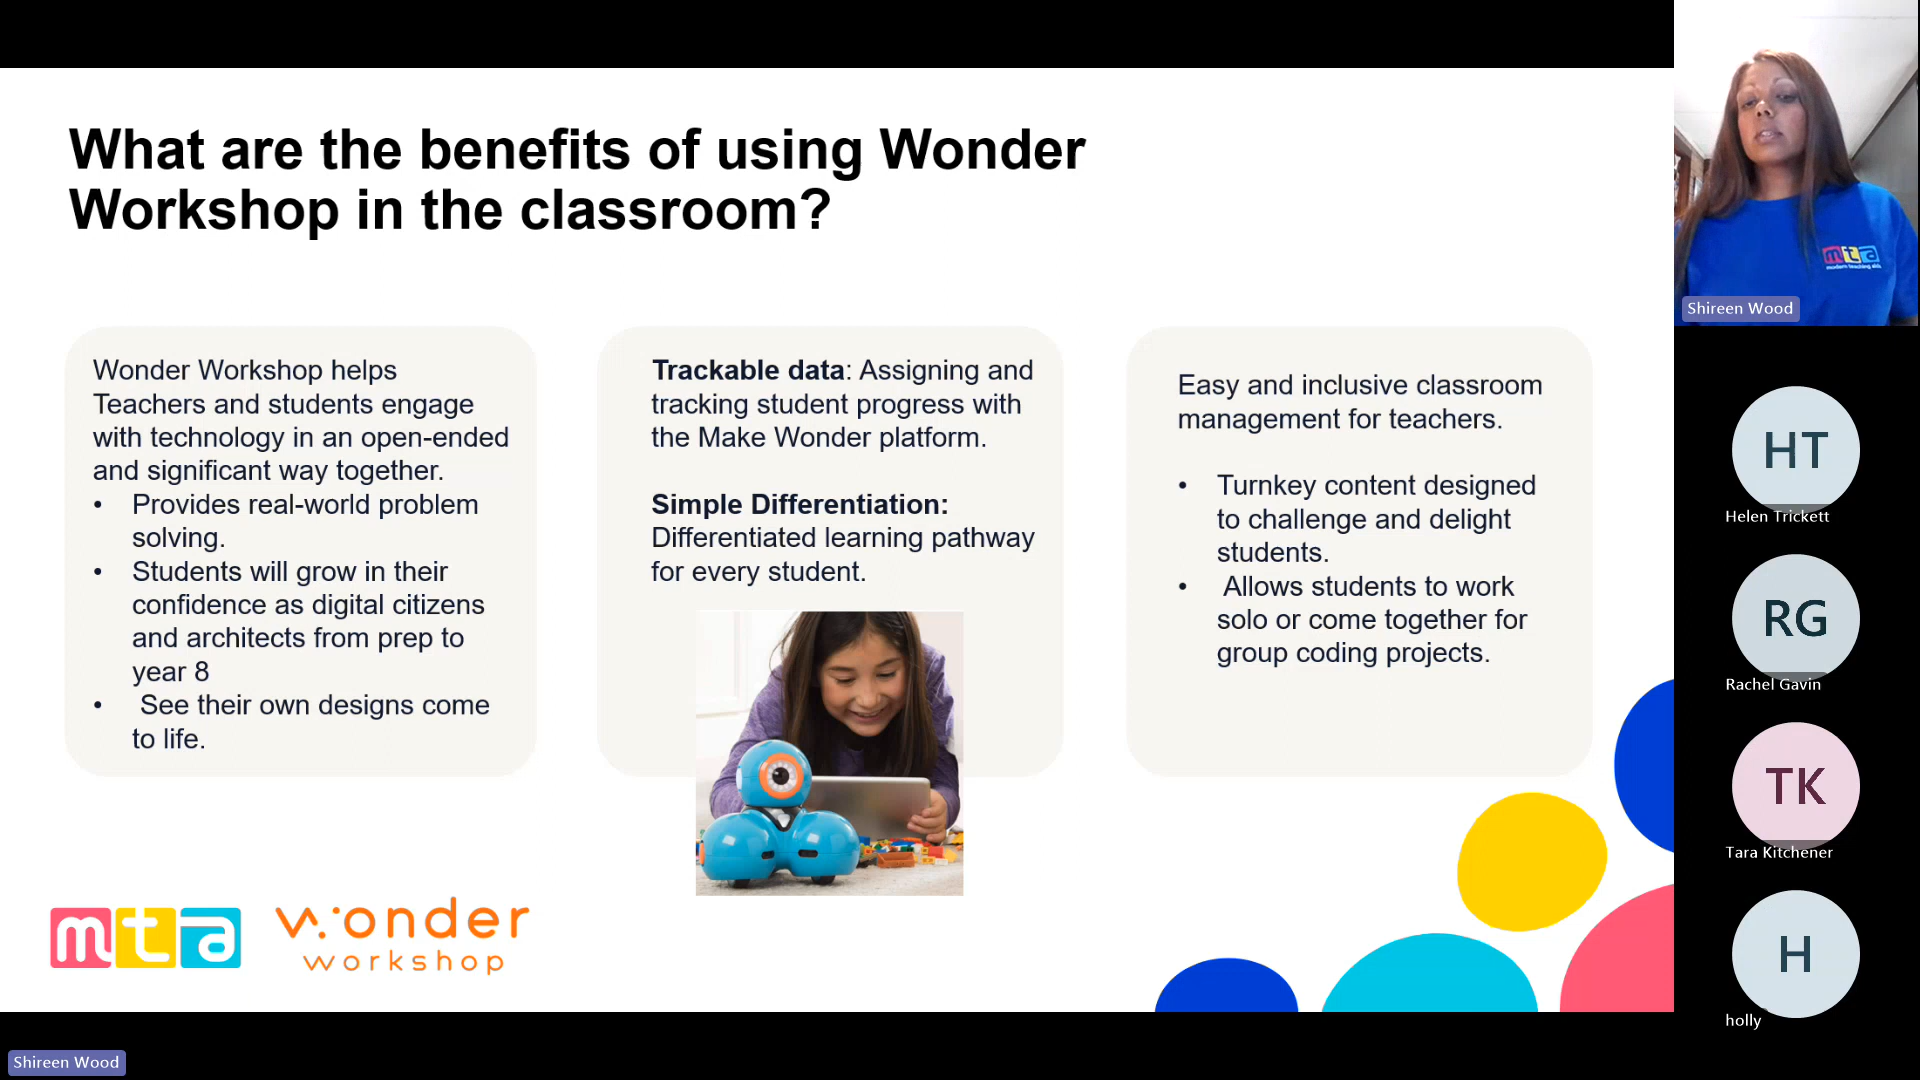 What are the benefits of using Wonder
Workshop in the classroom?
Wonder Workshop helps
Teachers and students engage
with technology in an open-ended
and significant way together.
• Provides real-world problem
solving.
• Students will grow in their
confidence as digital citizens
and architects from prep to
year 8
• See their own designs come
to life.
Trackable data: Assigning and
tracking student progress with
the Make Wonder platform.
Simple Differentiation:
Differentiated learning pathway
for every student.
Easy and inclusive classroom
management for teachers.
• Turnkey content designed
to challenge and delight
students.
• Allows students to work
solo or come together for
group coding projects.
mta
wonder
workshop
mta
modern teaching aids
Shireen Wood
HT
Helen Trickett
RG
Rachel Gavin
TK
Tara Kitchener
H
holly
Shireen Wood